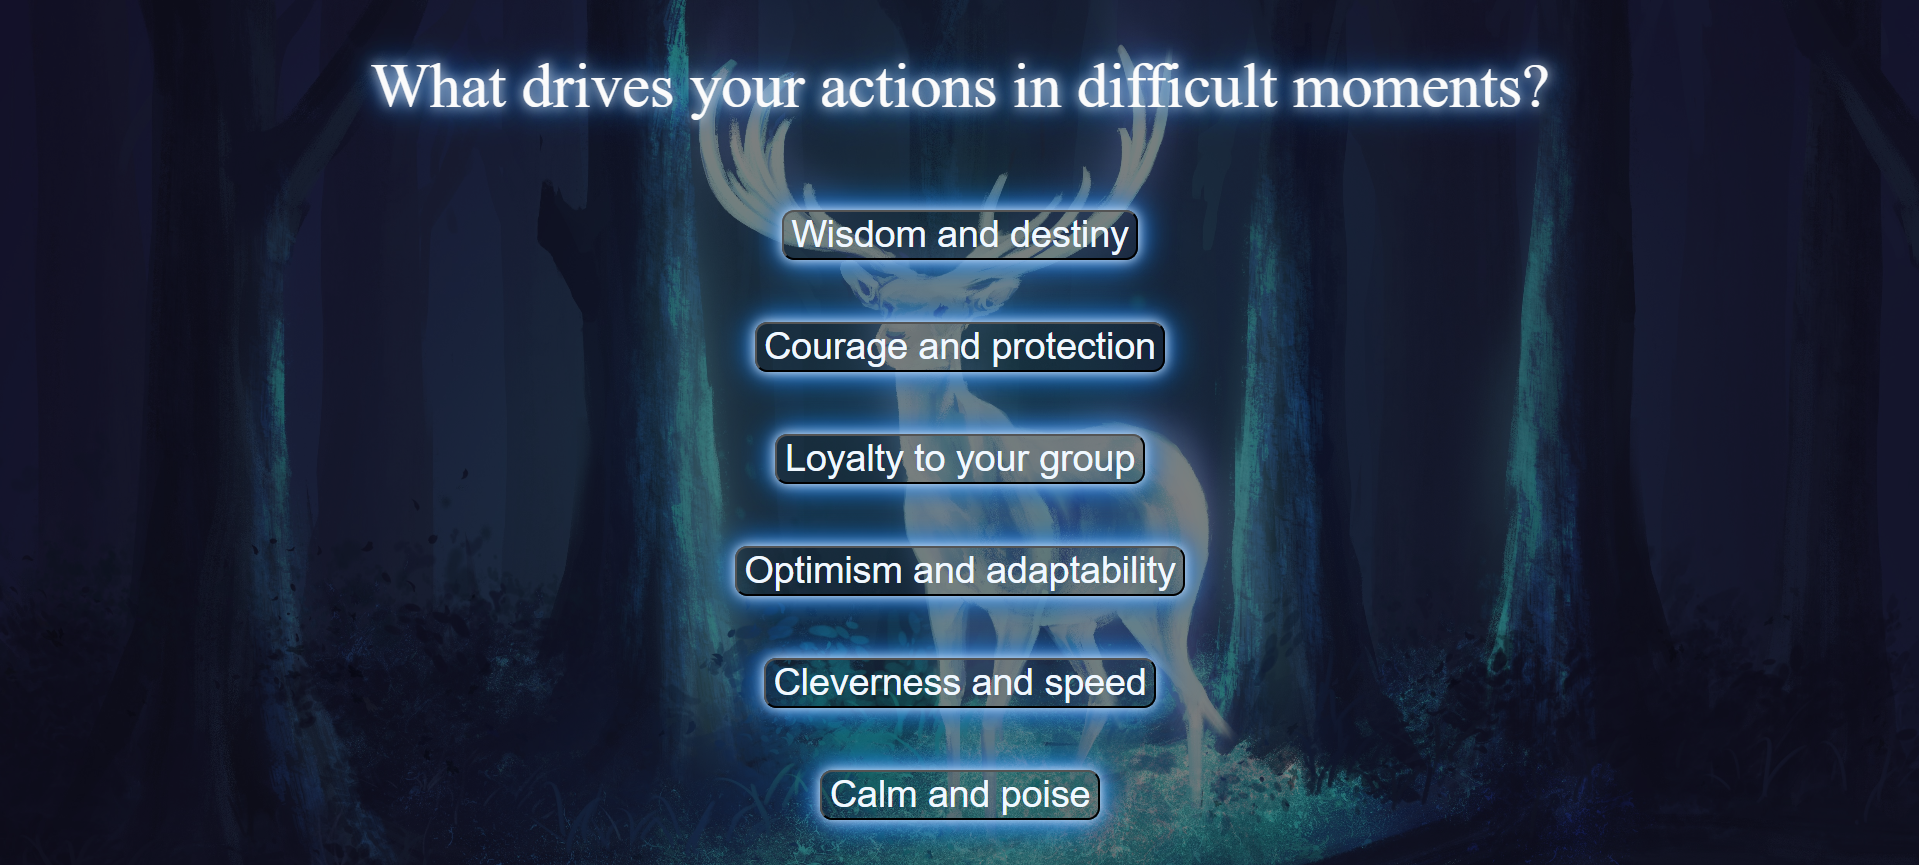 What drives your actions in difficult moments?
Wisdom and destiny
Courage and protection
Loyalty to your group
Optimism and adaptability
Cleverness and speed
Calm and poise